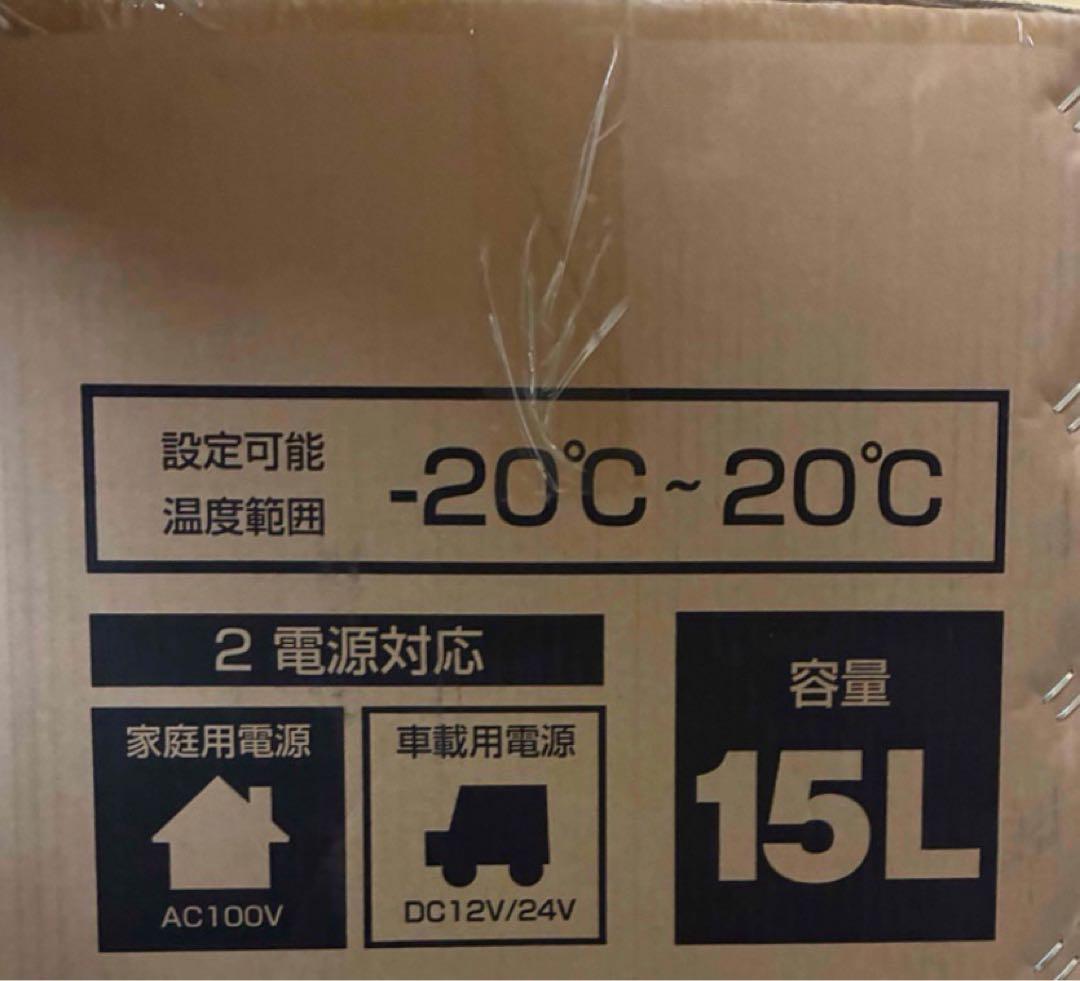 設定可能
温度範囲
-20℃~20℃
2電源対応
家庭用電源
AC100V
車載用電源
DC12V/24V
容量
15L